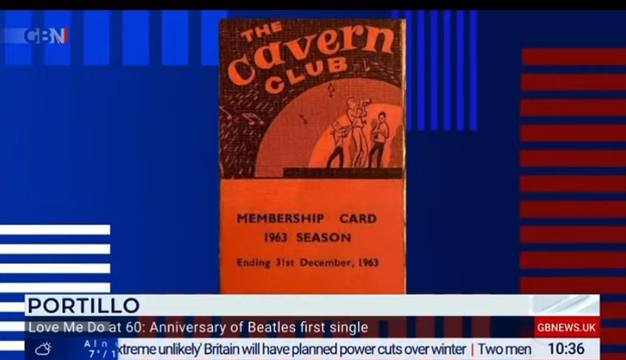 GBN
THE
Cavern
CLUB
MEMBERSHIP CARD
1963 SEASON
Ending 31st December, 1963
PORTILLO
Love Me Do at 60: Anniversary of Beatles first single
GBNEWS.UK
xtreme unlikely' Britain will have planned power cuts over winter | Two men
10:36